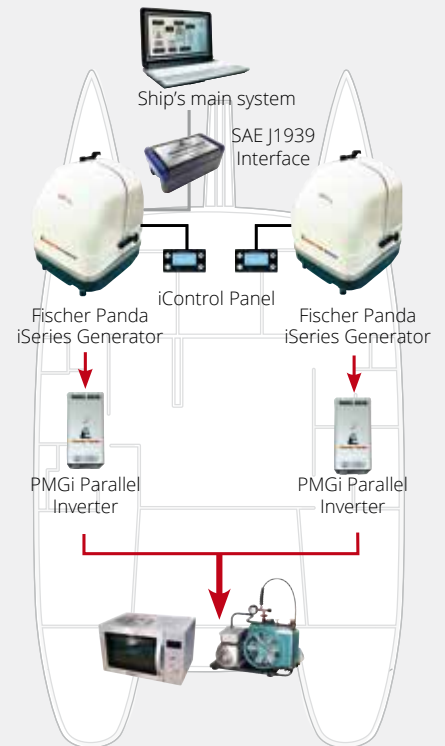 Ship's main system
SAE J1939
Interface
iControl Panel
Fischer Panda
iSeries Generator
Fischer Panda
iSeries Generator
PMGi Parallel
Inverter
PMGi Parallel
Inverter